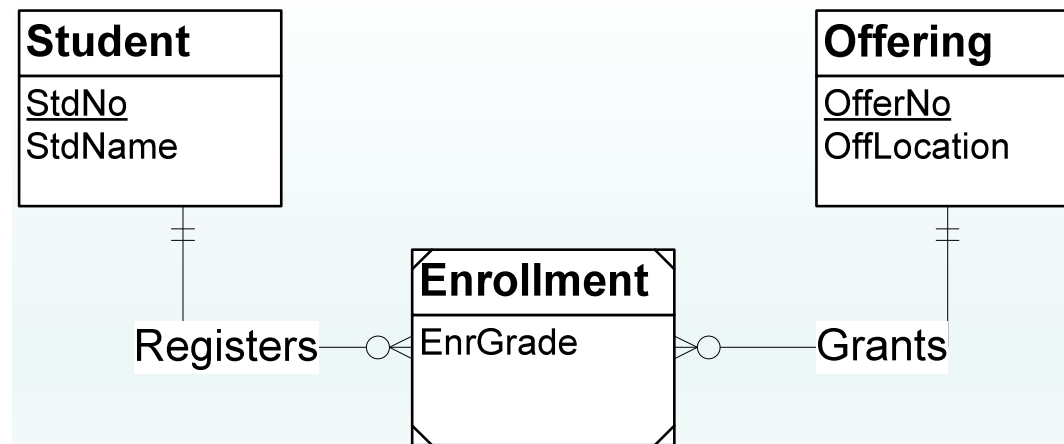 Student
StdNo
StdName
Offering
OfferNo
OffLocation
Enrollment
EnrGrade
Registers
Grants